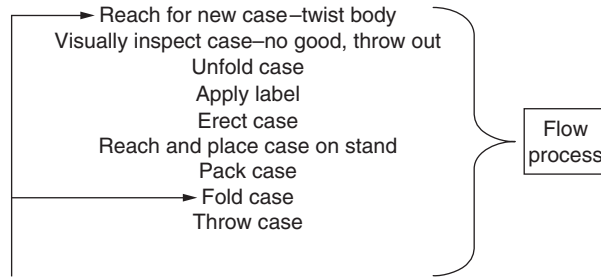 Reach for new case–twist body
Visually inspect case–no good, throw out
Unfold case
Apply label
Erect case
Reach and place case on stand
Pack case
Fold case
Throw case
Flow
process